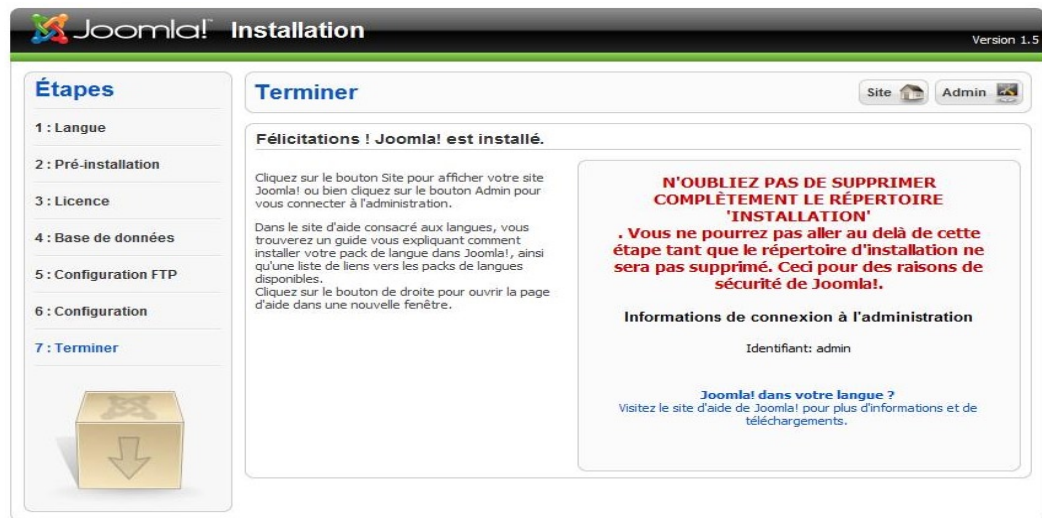 Joomla! Installation
Version 1.5
Étapes
1 : Langue
2 : Pré-installation
3 : Licence
4 : Base de données
5 : Configuration FTP
6 : Configuration
7 : Terminer
Terminer
Site
Admin
Félicitations ! Joomla! est installé.
Cliquez sur le bouton Site pour afficher votre site
Joomla! ou bien cliquez sur le bouton Admin pour
vous connecter à l'administration.
Dans le site d'aide consacré aux langues, vous
trouverez un guide vous expliquant comment
installer votre pack de langue dans Joomla!, ainsi
qu'une liste de liens vers les packs de langues
disponibles.
Cliquez sur le bouton de droite pour ouvrir la page
d'aide dans une nouvelle fenêtre.
N'OUBLIEZ PAS DE SUPPRIMER
COMPLÈTEMENT LE RÉPERTOIRE
'INSTALLATION'
. Vous ne pourrez pas aller au delà de cette
étape tant que le répertoire d'installation ne
sera pas supprimé. Ceci pour des raisons de
sécurité de Joomla!.
Informations de connexion à l'administration
Identifiant: admin
Joomla! dans votre langue ?
Visitez le site d'aide de Joomla! pour plus d'informations et de
téléchargements.